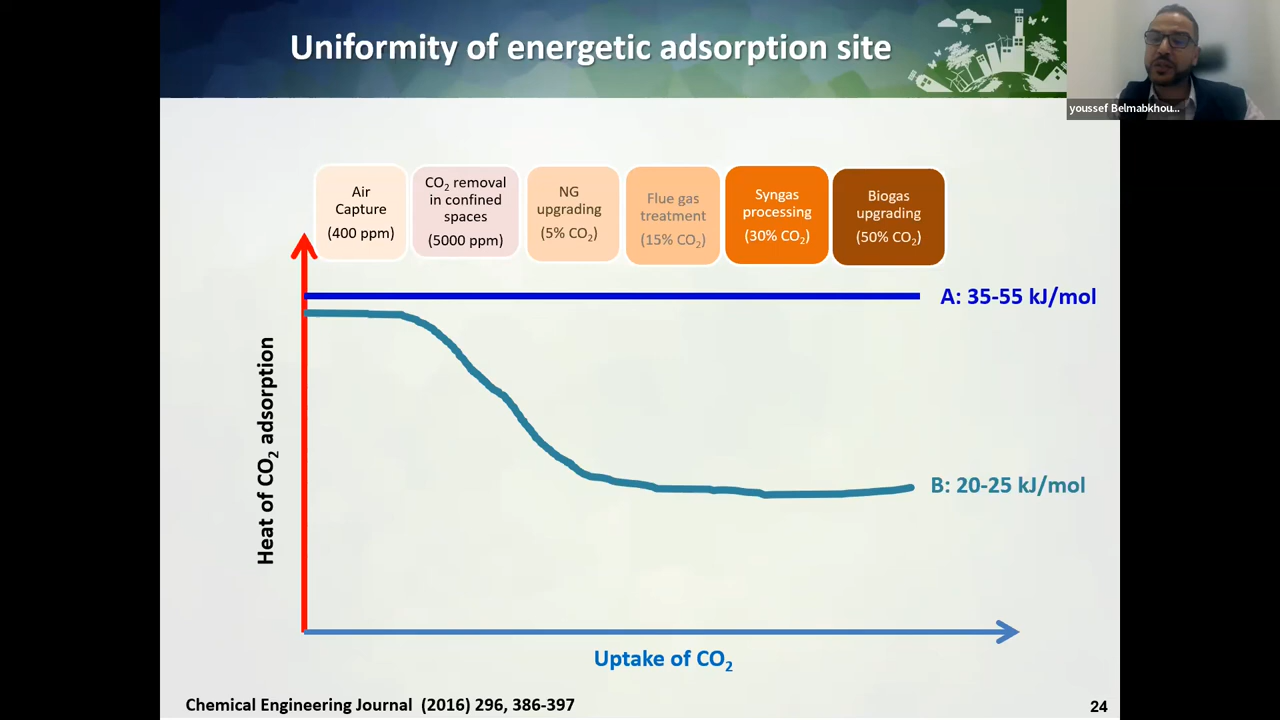 Uniformity of energetic adsorption site
youssef Belmabkhou...
Air
Capture
(400 ppm)
CO₂ removal
in confined
spaces
(5000 ppm)
NG
upgrading
(5% CO₂)
Flue gas
treatment
(15% CO₂)
Syngas
processing
(30% CO₂)
Biogas
upgrading
(50% CO₂)
A: 35-55 kJ/mol
B: 20-25 kJ/mol
Heat of CO₂ adsorption
Uptake of CO₂
Chemical Engineering Journal (2016) 296, 386-397
24